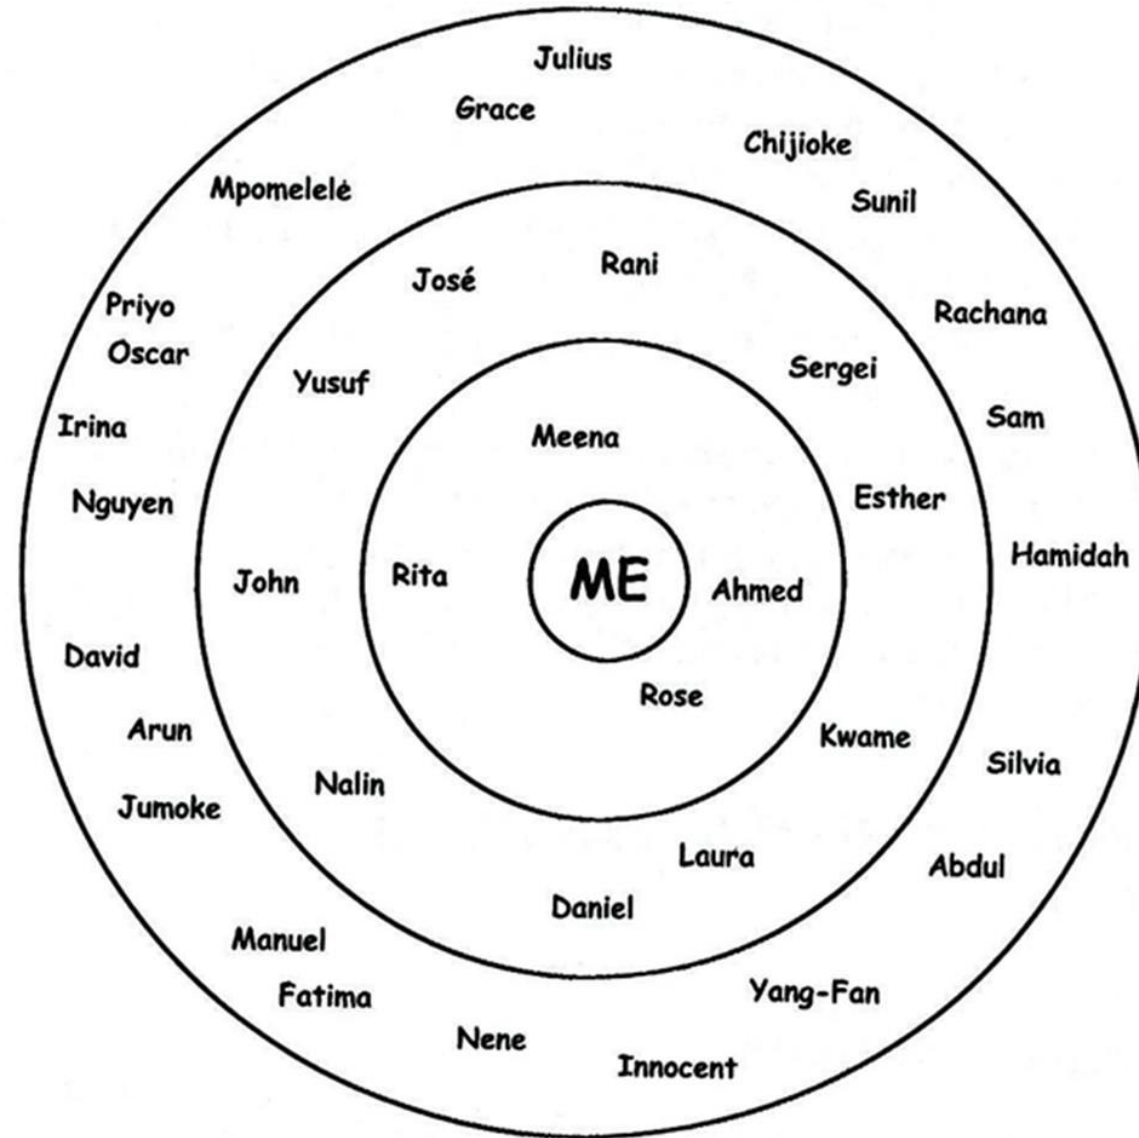 Julius
Grace
Chijioke
Mpomelelė
Sunil
Rani
José
Priyo
Rachana
Oscar
Sergei
Yusuf
Sam
Irina
Meena
Esther
Nguyen
Hamidah
Rita
ME
John
Ahmed
David
Rose
Arun
Kwame
Silvia
Nalin
Jumoke
Laura
Abdul
Daniel
Manuel
Yang-Fan
Fatima
Nene
Innocent